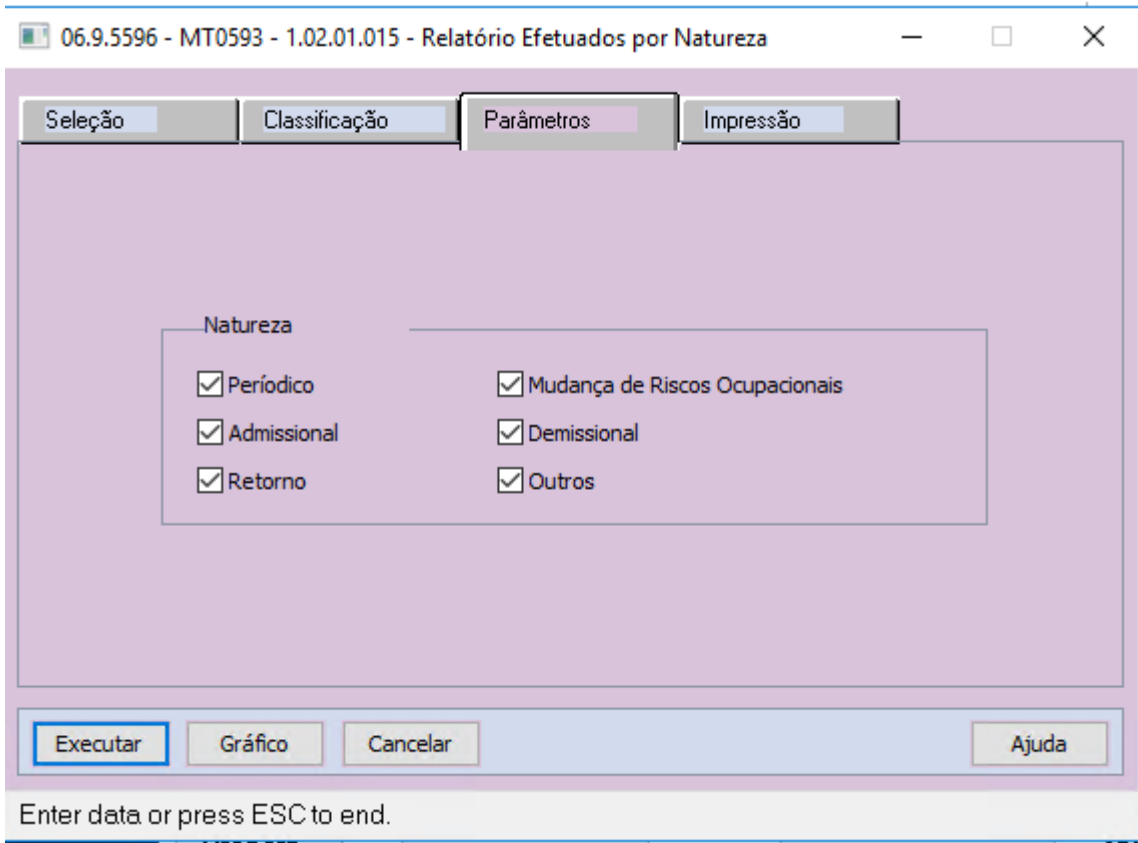 06.9.5596 - MT0593 - 1.02.01.015 - Relatório Efetuados por Natureza
Seleção Classificação Parâmetros Impressão
Natureza
Periódico Mudança de Riscos Ocupacionais
Admissional Demissional
Retorno Outros
Executar Gráfico Cancelar Ajuda
Enter data or press ESC to end.